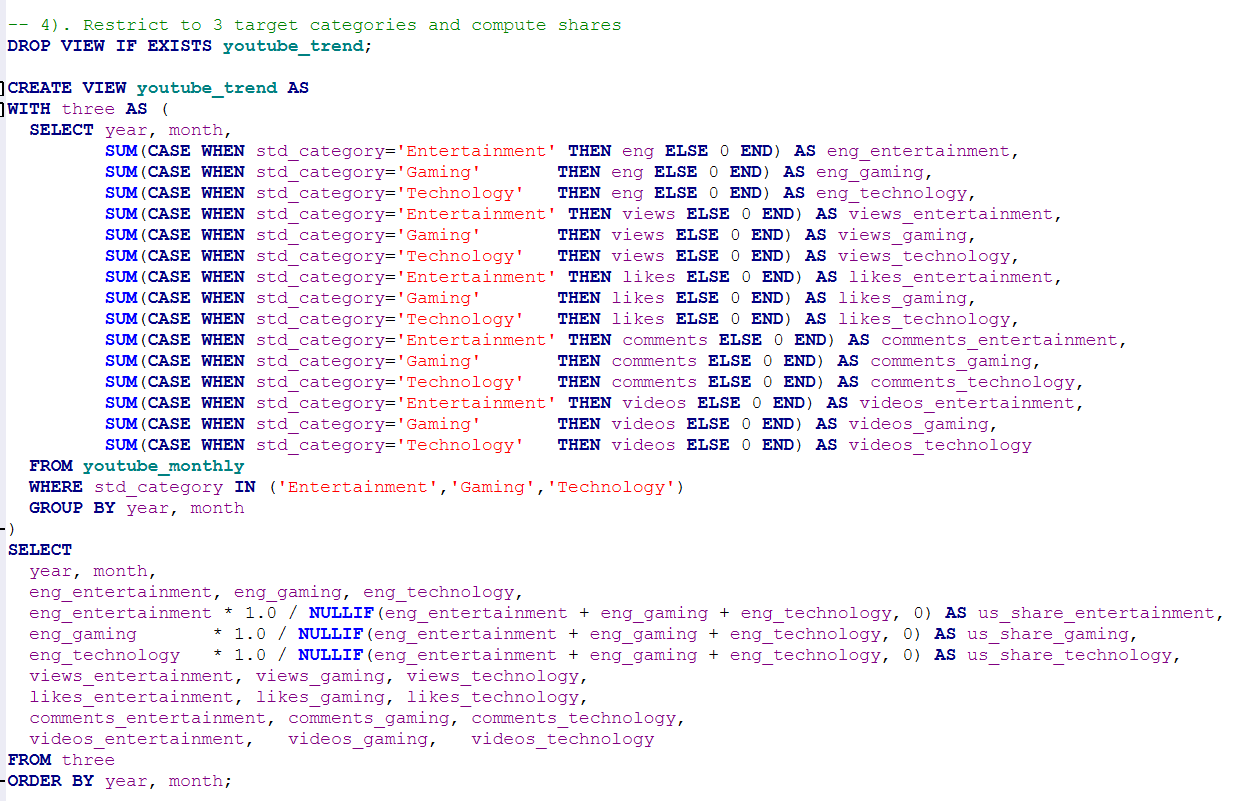 -- 4). Restrict to 3 target categories and compute shares
DROP VIEW IF EXISTS youtube_trend;
CREATE VIEW youtube_trend AS
WITH three AS (
  SELECT year, month,
         SUM(CASE WHEN std_category='Entertainment' THEN eng ELSE 0 END) AS eng_entertainment,
         SUM(CASE WHEN std_category='Gaming'       THEN eng ELSE 0 END) AS eng_gaming,
         SUM(CASE WHEN std_category='Technology'   THEN eng ELSE 0 END) AS eng_technology,
         SUM(CASE WHEN std_category='Entertainment' THEN views ELSE 0 END) AS views_entertainment,
         SUM(CASE WHEN std_category='Gaming'       THEN views ELSE 0 END) AS views_gaming,
         SUM(CASE WHEN std_category='Technology'   THEN views ELSE 0 END) AS views_technology,
         SUM(CASE WHEN std_category='Entertainment' THEN likes ELSE 0 END) AS likes_entertainment,
         SUM(CASE WHEN std_category='Gaming'       THEN likes ELSE 0 END) AS likes_gaming,
         SUM(CASE WHEN std_category='Technology'   THEN likes ELSE 0 END) AS likes_technology,
         SUM(CASE WHEN std_category='Entertainment' THEN comments ELSE 0 END) AS comments_entertainment,
         SUM(CASE WHEN std_category='Gaming'       THEN comments ELSE 0 END) AS comments_gaming,
         SUM(CASE WHEN std_category='Technology'   THEN comments ELSE 0 END) AS comments_technology,
         SUM(CASE WHEN std_category='Entertainment' THEN videos ELSE 0 END) AS videos_entertainment,
         SUM(CASE WHEN std_category='Gaming'       THEN videos ELSE 0 END) AS videos_gaming,
         SUM(CASE WHEN std_category='Technology'   THEN videos ELSE 0 END) AS videos_technology
  FROM youtube_monthly
  WHERE std_category IN ('Entertainment','Gaming','Technology')
  GROUP BY year, month
)
SELECT
  year, month,
  eng_entertainment, eng_gaming, eng_technology,
  eng_entertainment * 1.0 / NULLIF(eng_entertainment + eng_gaming + eng_technology, 0) AS us_share_entertainment,
  eng_gaming       * 1.0 / NULLIF(eng_entertainment + eng_gaming + eng_technology, 0) AS us_share_gaming,
  eng_technology   * 1.0 / NULLIF(eng_entertainment + eng_gaming + eng_technology, 0) AS us_share_technology,
  views_entertainment, views_gaming, views_technology,
  likes_entertainment, likes_gaming, likes_technology,
  comments_entertainment, comments_gaming, comments_technology,
  videos_entertainment,   videos_gaming,   videos_technology
FROM three
ORDER BY year, month;